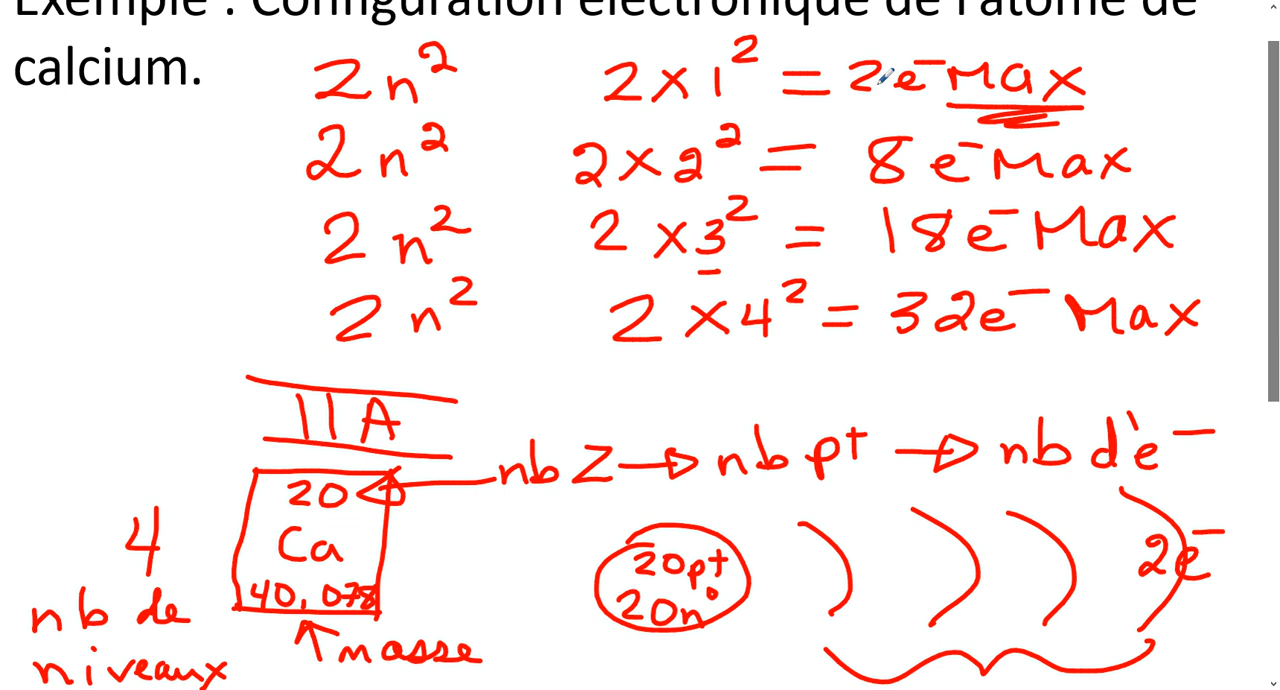 Exemple : Configuration électronique de l'atome de
calcium.
2n² 2x1² = 2e⁻ Max
2n² 2x2² = 8e⁻ Max
2n² 2x3² = 18e⁻ Max
2n² 2x4² = 32e⁻ Max
IIA
20 ← nb Z → nb p+ → nb d'é⁻
Ca
40,078
↑ masse
4
nb de
niveaux
20p+
20n°
2e⁻